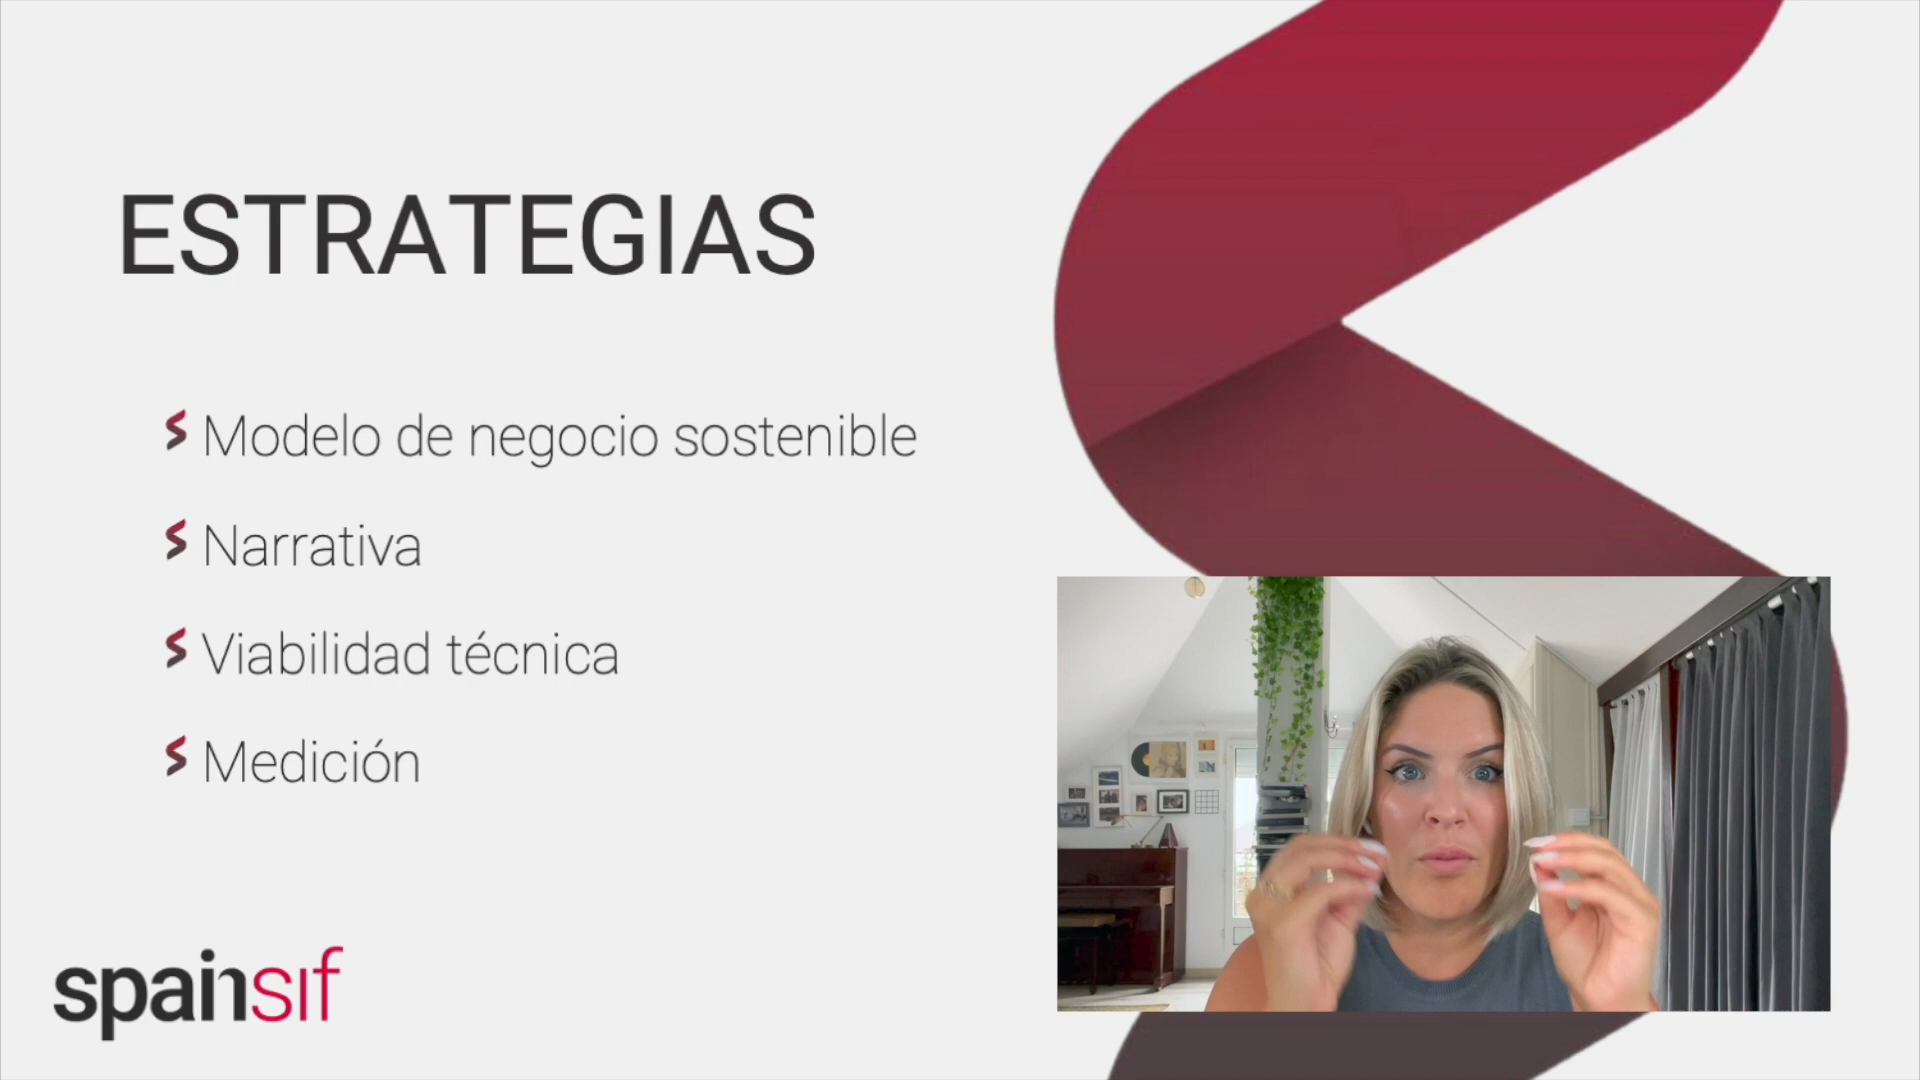 ESTRATEGIAS
Modelo de negocio sostenible
Narrativa
Viabilidad técnica
Medición
spainsif